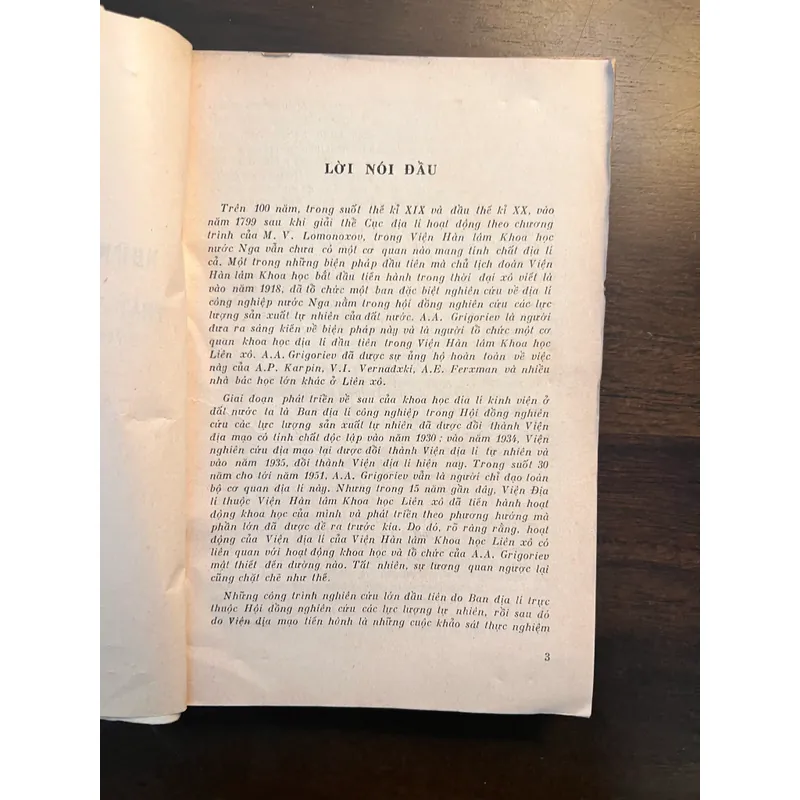 LỜI NÓI ĐẦU
Trên 100 năm, trong suốt thế kỉ XIX và đầu thế kỉ XX, vào
năm 1799 sau khi giải thể Cục địa lí hoạt động theo chương
trình của M. V. Lomonoxov, trong Viện Hàn lâm Khoa học
nước Nga vẫn chưa có một cơ quan nào mang tính chất địa lí
cả. Một trong những biện pháp đầu tiên mà chủ tịch đoàn Viện
Hàn lâm Khoa học bắt đầu tiến hành trong thời đại xô viết là
vào năm 1918, đã tổ chức một ban đặc biệt nghiên cứu về địa lí
công nghiệp nước Nga nằm trong hội đồng nghiên cứu các lực
lượng sản xuất tự nhiên của đất nước. A.A. Grigoriev là người
đưa ra sáng kiến về biện pháp này và là người tổ chức một cơ
quan khoa học địa lí đầu tiên trong Viện Hàn lâm Khoa học
Liên xô. A.A. Grigoriev đã được sự ủng hộ hoàn toàn về việc
này của A.P. Karpin, V.I. Vernadxki, A.E. Ferxman và nhiều
nhà bác học lớn khác ở Liên xô.
Giai đoạn phát triển về sau của khoa học địa lí kinh viện ở
đất nước ta là Ban địa lí công nghiệp trong Hội đồng nghiên
cứu các lực lượng sản xuất tự nhiên đã được đổi thành Viện
địa mạo có tính chất độc lập vào năm 1930 ; vào năm 1934, Viện
nghiên cứu địa mạo lại được đổi thành Viện địa lí tự nhiên và
vào năm 1935, đổi thành Viện địa lí hiện nay. Trong suốt 30
năm cho tới năm 1951, A.A. Grigoriev vẫn là người chỉ đạo toàn
bộ cơ quan địa lí này. Nhưng trong 15 năm gần đây, Viện Địa
lí thuộc Viện Hàn lâm Khoa học Liên xô đã tiến hành hoạt
động khoa học của mình và phát triển theo phương hướng mà
phần lớn đã được đề ra trước kia. Do đó, rõ ràng rằng, hoạt
động của Viện địa lí của Viện Hàn lâm Khoa học Liên xô có
liên quan với hoạt động khoa học và tổ chức của A.A. Grigoriev
mật thiết đến dường nào. Tất nhiên, sự tương quan ngược lại
cũng chặt chẽ như thế.
Những công trình nghiên cứu lớn đầu tiên do Ban địa lí trực
thuộc Hội đồng nghiên cứu các lực lượng tự nhiên, rồi sau đó
do Viện địa mạo tiến hành là những cuộc khảo sát thực nghiệm
3